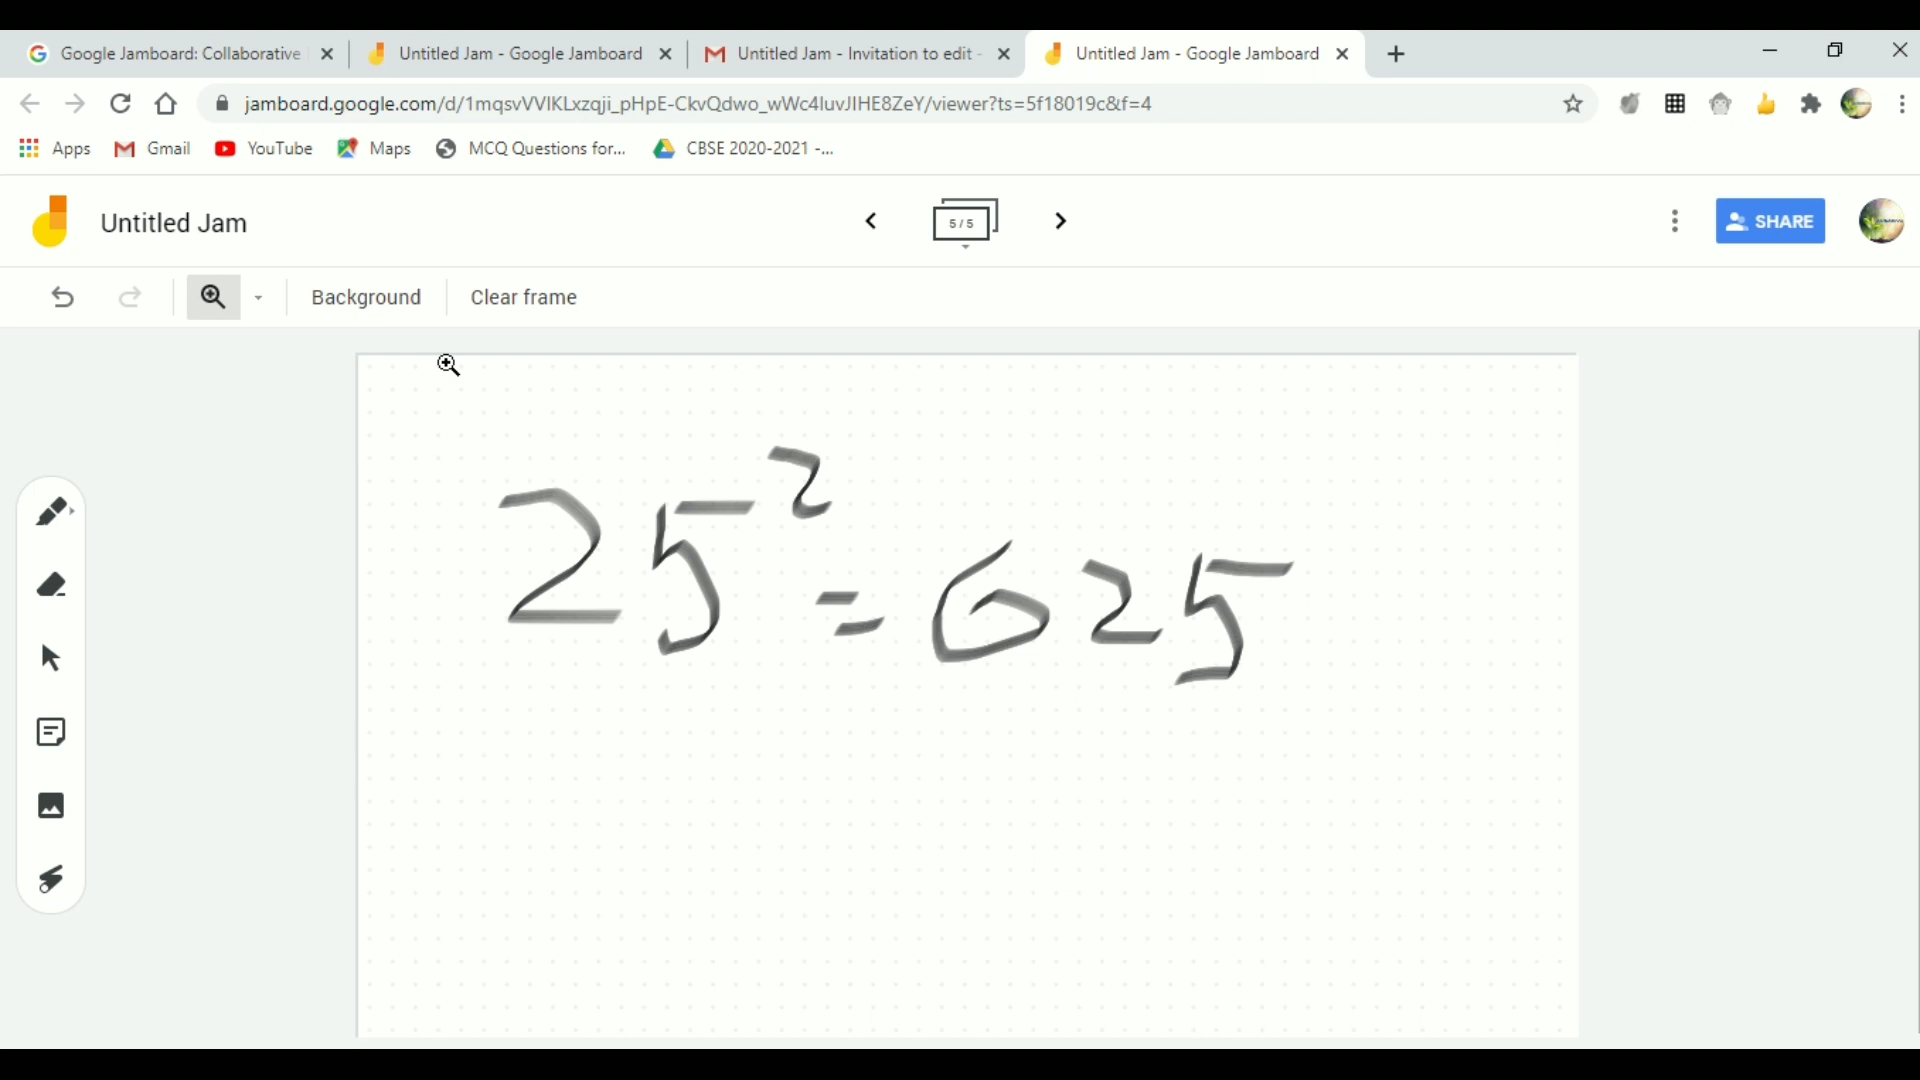 Google Jamboard: Collaborative
Untitled Jam - Google Jamboard
Untitled Jam - Invitation to edit -
Untitled Jam - Google Jamboard
jamboard.google.com/d/1mqsvVVIKLxzqji_pHpE-CkvQdwo_wWc4luvJIHE8ZeY/viewer?ts=5f18019c&f=4
Apps Gmail YouTube Maps MCQ Questions for... CBSE 2020-2021 -...
Untitled Jam
5/5
SHARE
Background Clear frame
25² = 625